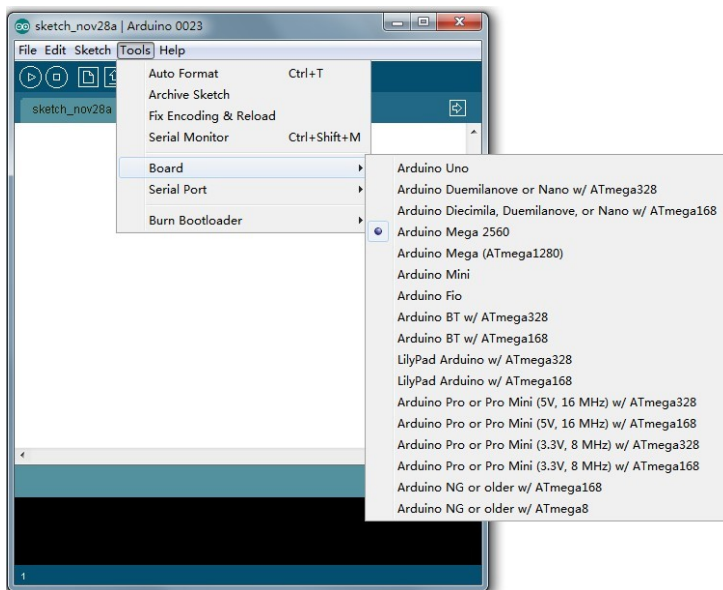 sketch_nov28a | Arduino 0023
File Edit Sketch Tools Help
sketch_nov28a
Auto Format Ctrl+T
Archive Sketch
Fix Encoding & Reload
Serial Monitor Ctrl+Shift+M
Board
Serial Port
Burn Bootloader
Arduino Uno
Arduino Duemilanove or Nano w/ ATmega328
Arduino Diecimila, Duemilanove, or Nano w/ ATmega168
Arduino Mega 2560
Arduino Mega (ATmega1280)
Arduino Mini
Arduino Fio
Arduino BT w/ ATmega328
Arduino BT w/ ATmega168
LilyPad Arduino w/ ATmega328
LilyPad Arduino w/ ATmega168
Arduino Pro or Pro Mini (5V, 16 MHz) w/ ATmega328
Arduino Pro or Pro Mini (5V, 16 MHz) w/ ATmega168
Arduino Pro or Pro Mini (3.3V, 8 MHz) w/ ATmega328
Arduino Pro or Pro Mini (3.3V, 8 MHz) w/ ATmega168
Arduino NG or older w/ ATmega168
Arduino NG or older w/ ATmega8
1